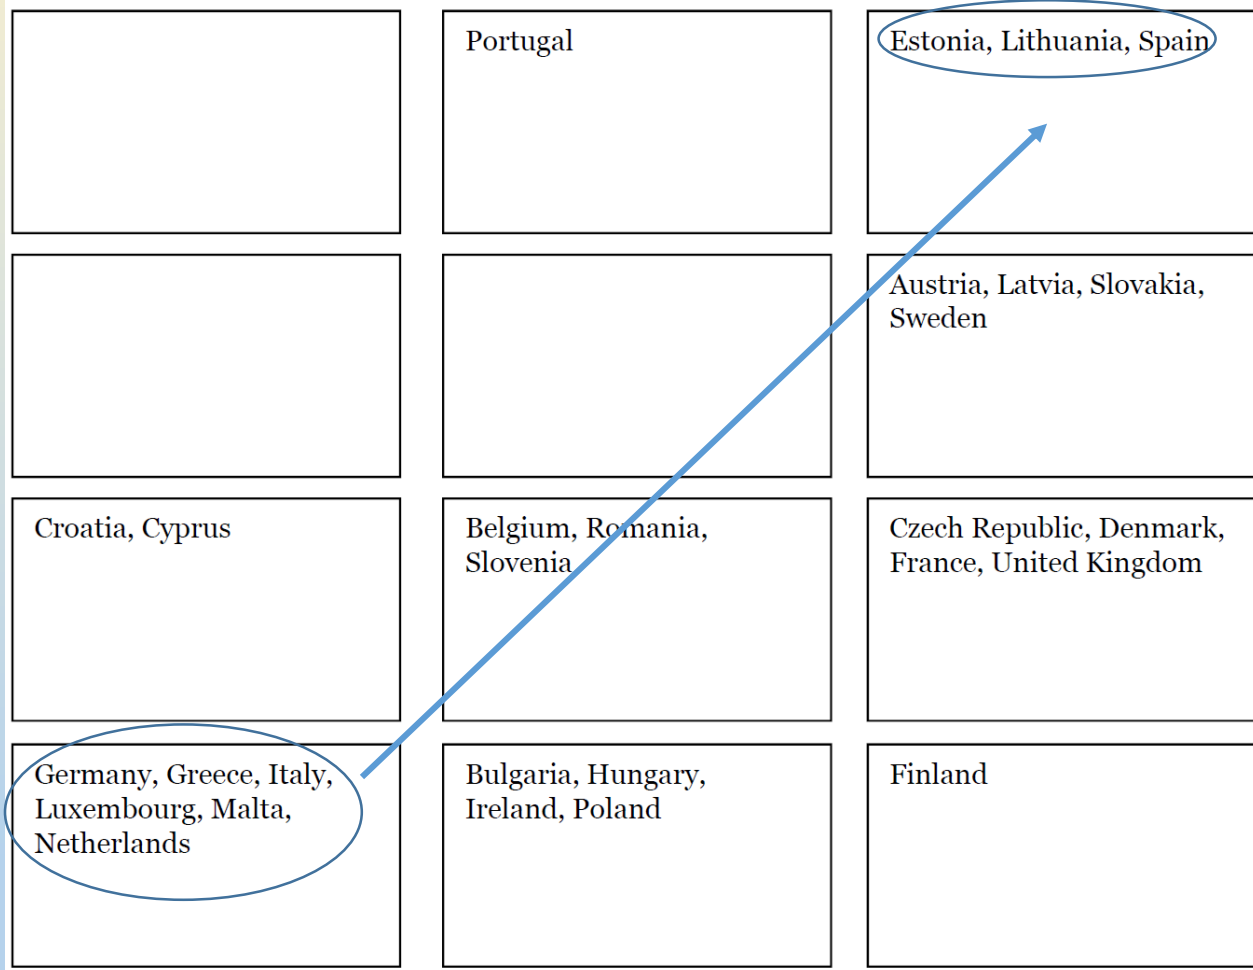 Portugal
Estonia, Lithuania, Spain
Austria, Latvia, Slovakia,
Sweden
Croatia, Cyprus
Belgium, Romania,
Slovenia
Czech Republic, Denmark,
France, United Kingdom
Germany, Greece, Italy,
Luxembourg, Malta,
Netherlands
Bulgaria, Hungary,
Ireland, Poland
Finland